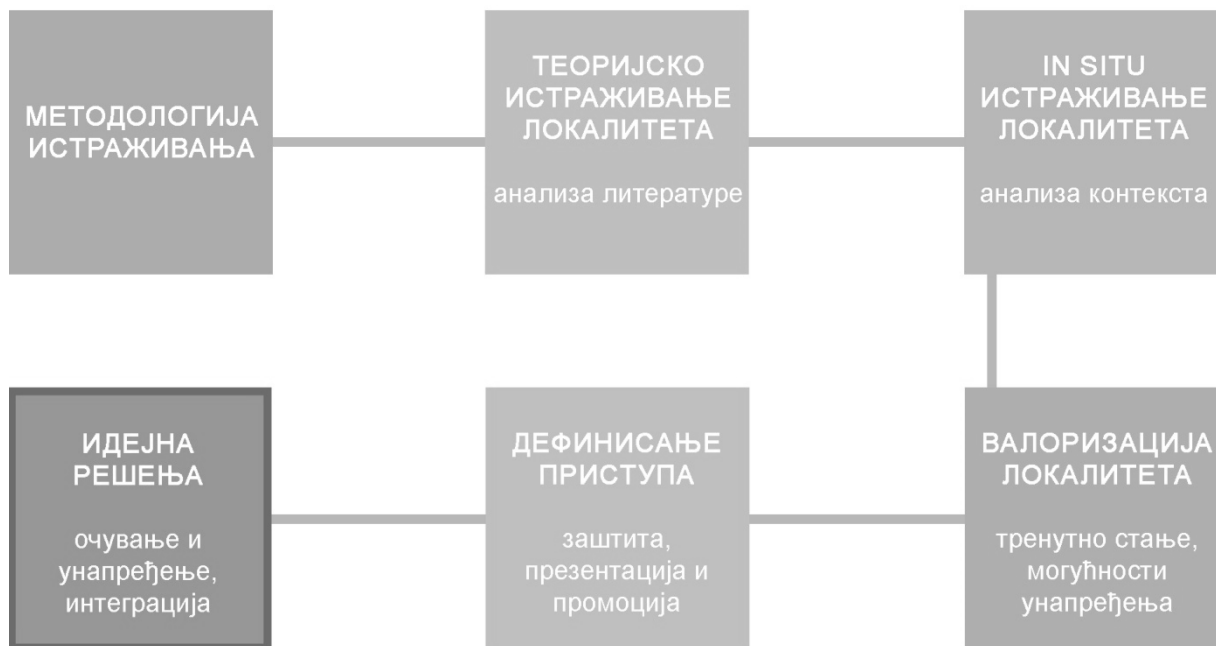 МЕТОДОЛОГИЈА
ИСТРАЖИВАЊА
ТЕОРИЈСКО
ИСТРАЖИВАЊЕ
ЛОКАЛИТЕТА
анализа литературе
IN SITU
ИСТРАЖИВАЊЕ
ЛОКАЛИТЕТА
анализа контекста
ИДЕЈНА
РЕШЕЊА
очување и
унапређење,
интеграција
ДЕФИНИСАЊЕ
ПРИСТУПА
заштита,
презентација и
промоција
ВАЛОРИЗАЦИЈА
ЛОКАЛИТЕТА
тренутно стање,
могућности
унапређења